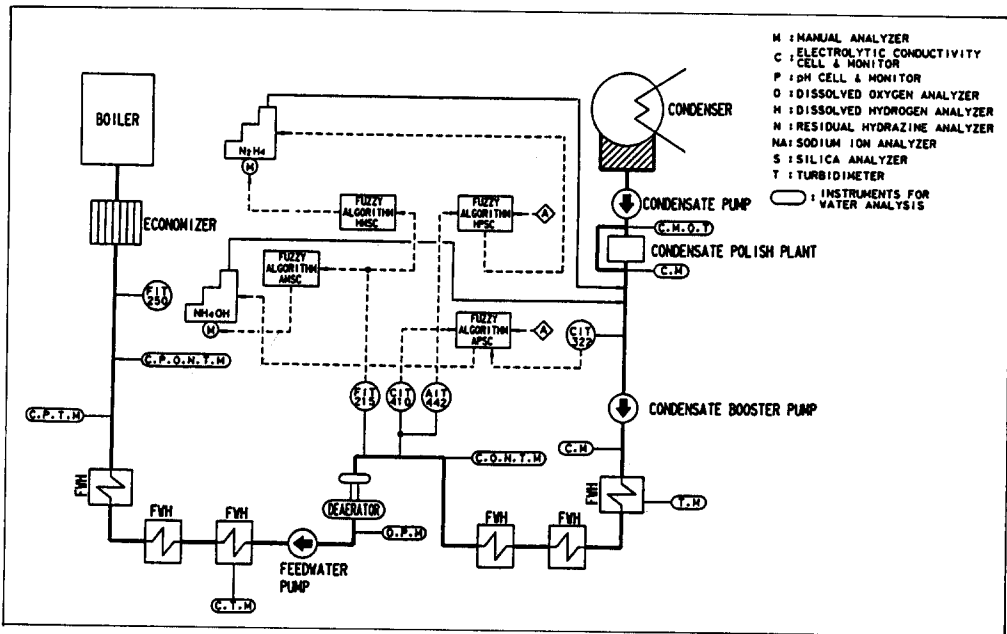 M : MANUAL ANALYZER
C : ELECTROLYTIC CONDUCTIVITY
CELL & MONITOR
P : pH CELL & MONITOR
O : DISSOLVED OXYGEN ANALYZER
H : DISSOLVED HYDROGEN ANALYZER
N : RESIDUAL HYDRAZINE ANALYZER
NA: SODIUM ION ANALYZER
S : SILICA ANALYZER
T : TURBIDIMETER
: INSTRUMENTS FOR
WATER ANALYSIS
BOILER
CONDENSER
N2H4
M
FUZZY
ALGORITHM
HHSC
FUZZY
ALGORITHM
HPSC
A
CONDENSATE PUMP
C.M.O.T
CONDENSATE POLISH PLANT
C.M
ECONOMIZER
FUZZY
ALGORITHM
AHSC
FIT
250
NH4OH
M
FUZZY
ALGORITHM
APSC
A
CIT
322
C.P.O.N.T.M
FIT
215
CIT
410
AIT
442
C.P.T.M
CONDENSATE BOOSTER PUMP
C.M
C.O.N.T.M
FWH
FWH
T.M
DEAERATOR
FWH
FWH
FWH
FWH
O.P.M
FEEDWATER
PUMP
C.T.M